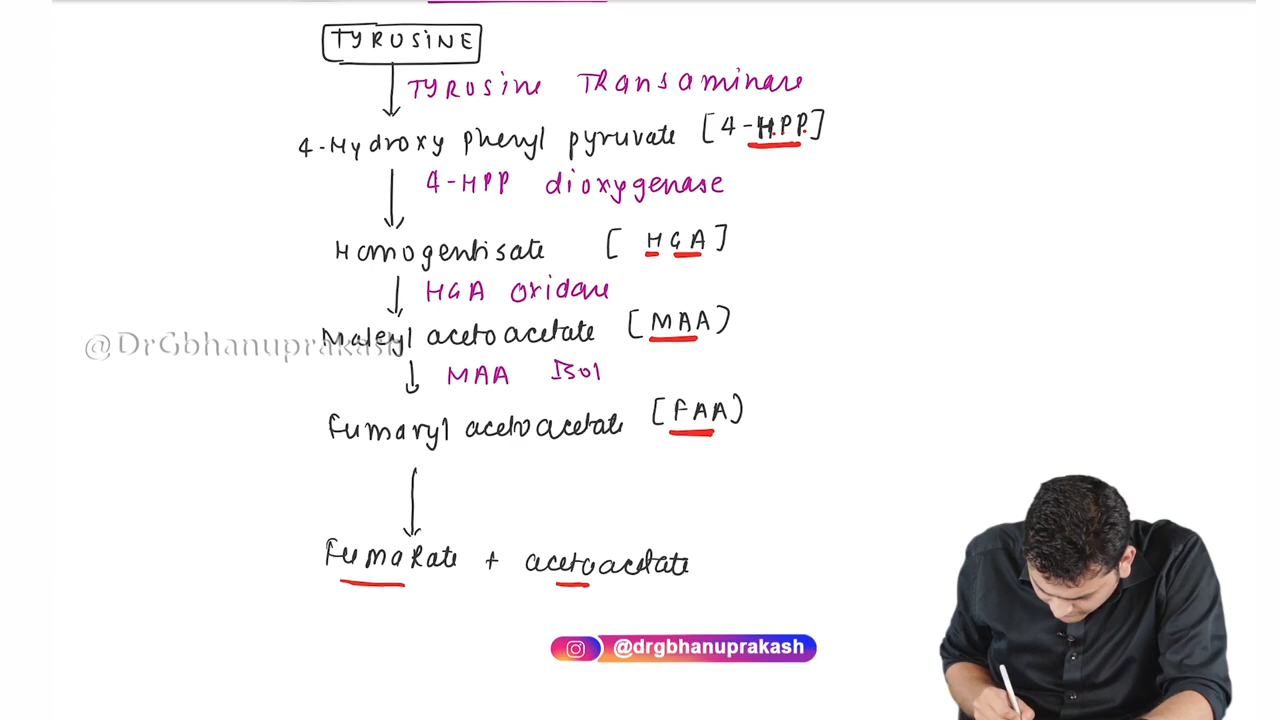 TYROSINE
TYROSine TRansaminase
4-Hydroxy phenyl pyruvate [4-HPP]
4-HPP dioxygenase
Homogentisate [HGA]
HGA oxidase
Maleyl acetoacetate [MAA)
@DrGbhanuprakash
MAA Iso1
Fumaryl acetoacetate [FAA)
FumaRate + acetoacetate
@drgbhanuprakash